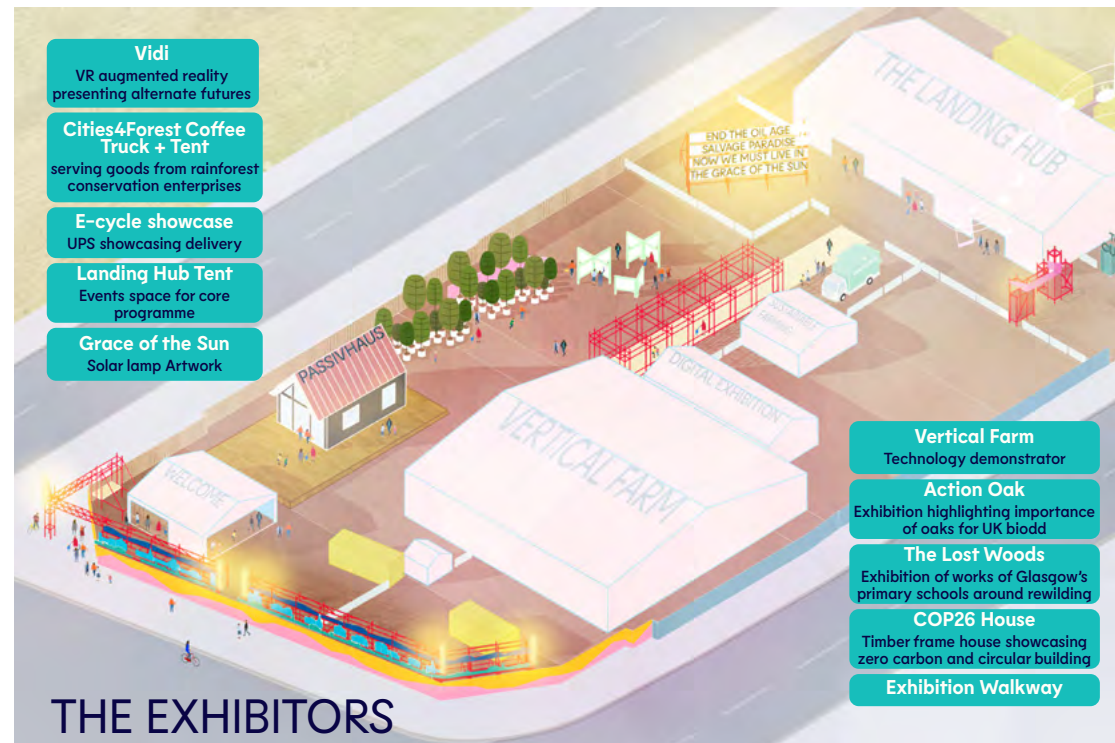 Vidi
VR augmented reality
presenting alternate futures
Cities4Forest Coffee
Truck + Tent
serving goods from rainforest
conservation enterprises
E-cycle showcase
UPS showcasing delivery
Landing Hub Tent
Events space for core
programme
Grace of the Sun
Solar lamp Artwork
THE LANDING HUB
END THE OIL AGE
SALVAGE PARADISE
NOW WE MUST LIVE IN
THE GRACE OF THE SUN
PASSIVHAUS
SUSTAINABLE
DIGITAL EXHIBITION
VERTICAL FARM
WELCOME
Vertical Farm
Technology demonstrator
Action Oak
Exhibition highlighting importance
of oaks for UK biodd
The Lost Woods
Exhibition of works of Glasgow's
primary schools around rewilding
COP26 House
Timber frame house showcasing
zero carbon and circular building
Exhibition Walkway
THE EXHIBITORS